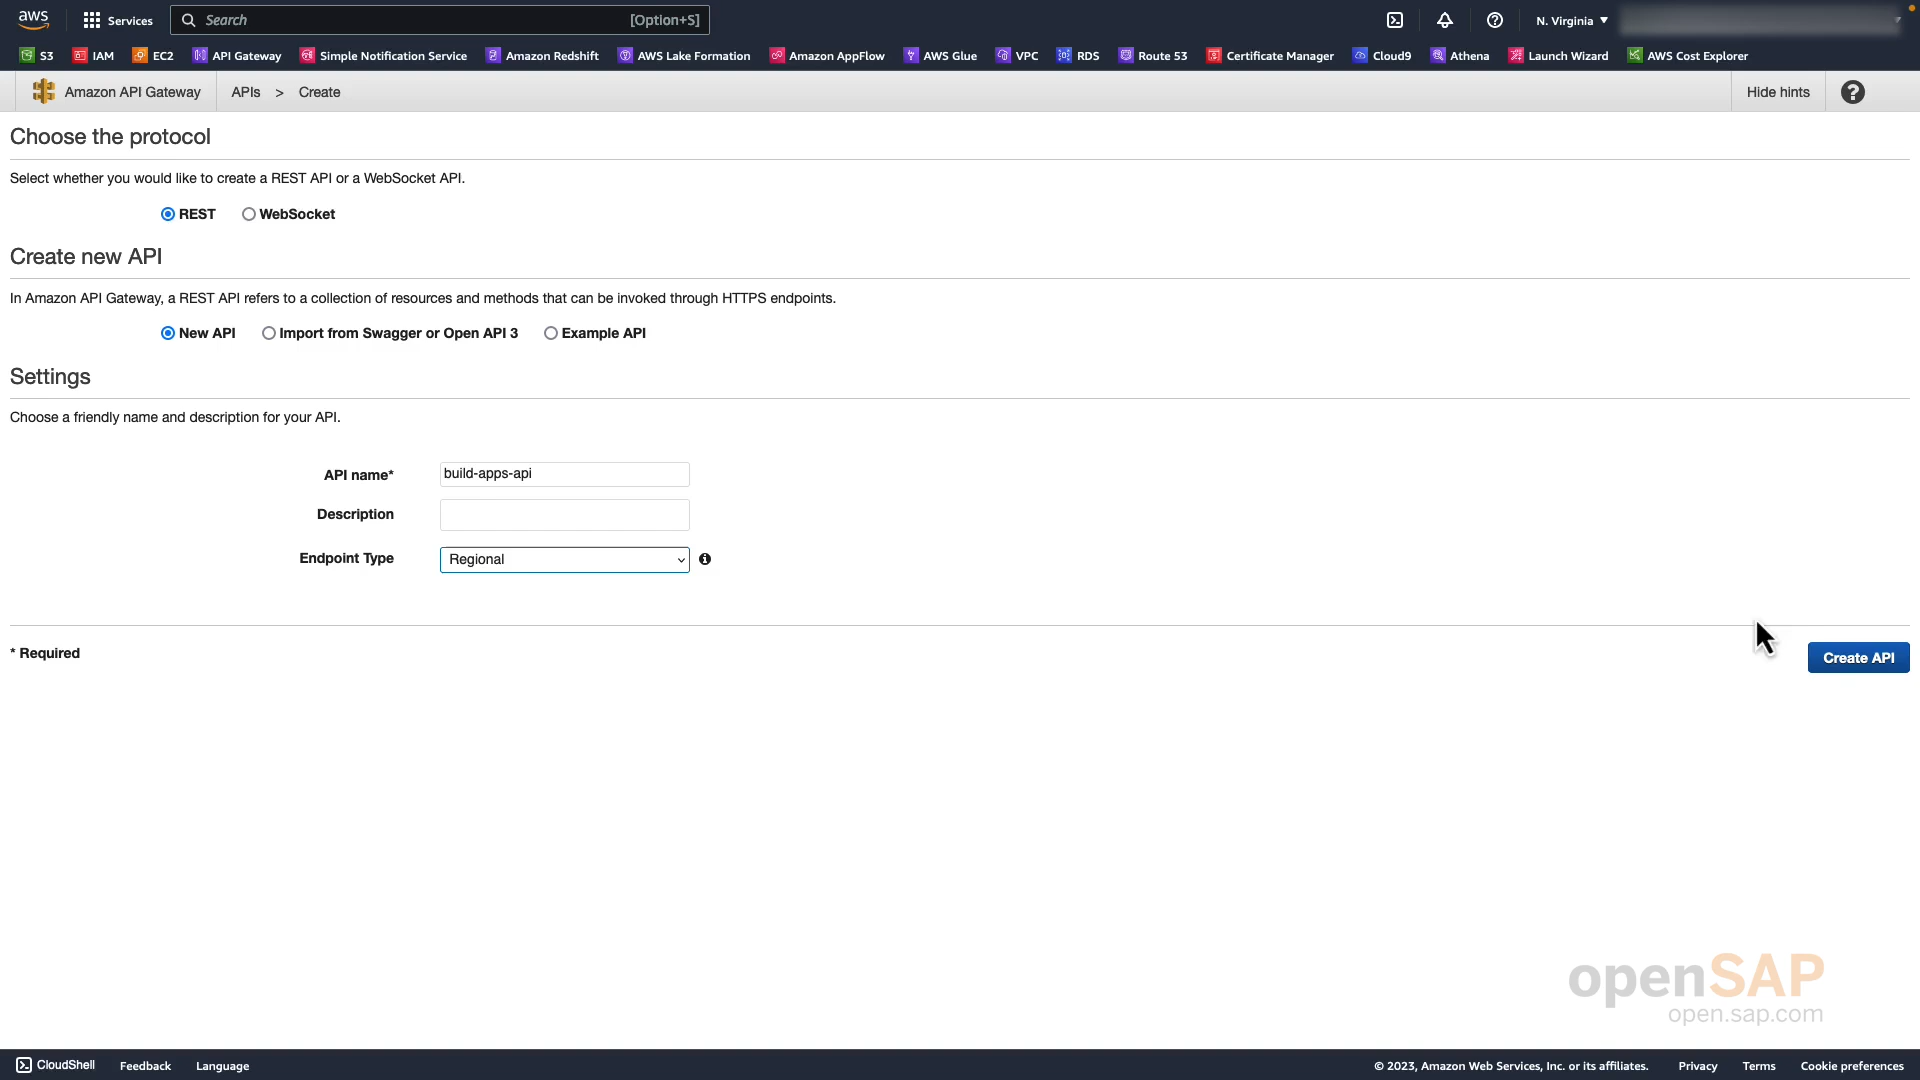 aws Services Search [Option+S] N. Virginia
S3 IAM EC2 API Gateway Simple Notification Service Amazon Redshift AWS Lake Formation Amazon AppFlow AWS Glue VPC RDS Route 53 Certificate Manager Cloud9 Athena Launch Wizard AWS Cost Explorer
Amazon API Gateway APIs > Create Hide hints ?
Choose the protocol
Select whether you would like to create a REST API or a WebSocket API.
REST WebSocket
Create new API
In Amazon API Gateway, a REST API refers to a collection of resources and methods that can be invoked through HTTPS endpoints.
New API Import from Swagger or Open API 3 Example API
Settings
Choose a friendly name and description for your API.
API name* build-apps-api
Description
Endpoint Type Regional
* Required Create API
openSAP
open.sap.com
CloudShell Feedback Language © 2023, Amazon Web Services, Inc. or its affiliates. Privacy Terms Cookie preferences